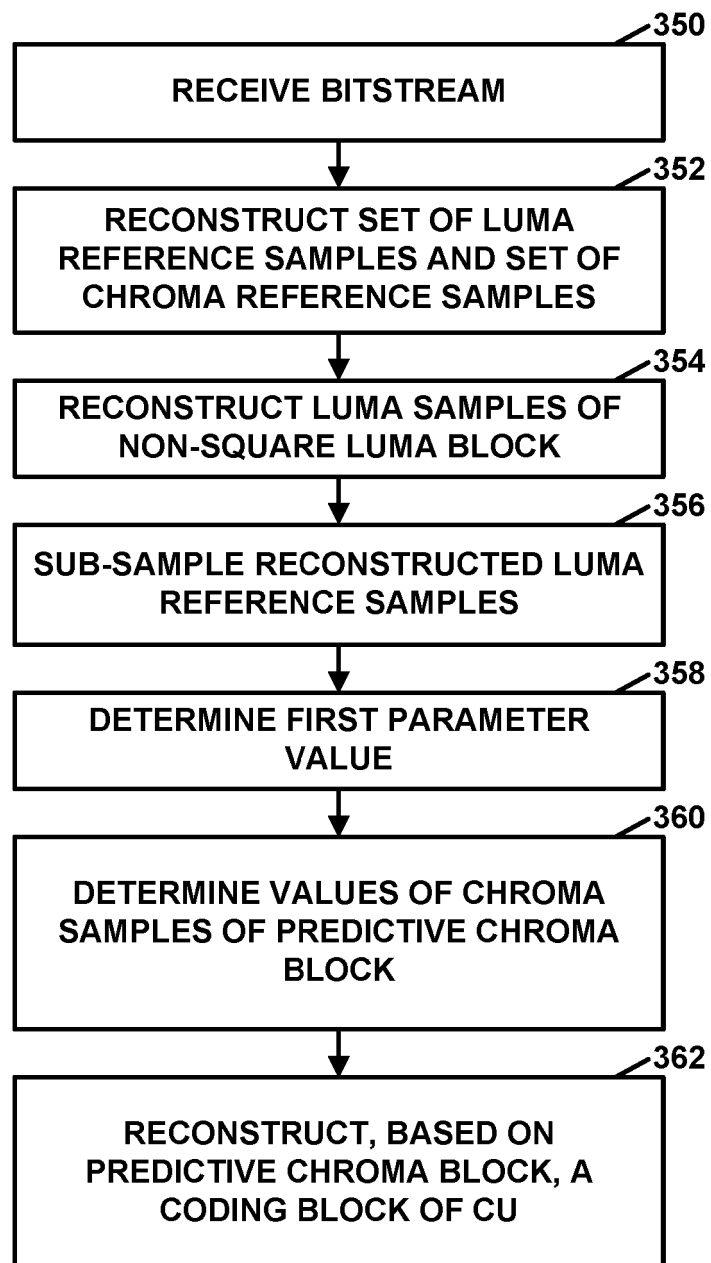 350
RECEIVE BITSTREAM
352
RECONSTRUCT SET OF LUMA
REFERENCE SAMPLES AND SET OF
CHROMA REFERENCE SAMPLES
354
RECONSTRUCT LUMA SAMPLES OF
NON-SQUARE LUMA BLOCK
356
SUB-SAMPLE RECONSTRUCTED LUMA
REFERENCE SAMPLES
358
DETERMINE FIRST PARAMETER
VALUE
360
DETERMINE VALUES OF CHROMA
SAMPLES OF PREDICTIVE CHROMA
BLOCK
362
RECONSTRUCT, BASED ON
PREDICTIVE CHROMA BLOCK, A
CODING BLOCK OF CU